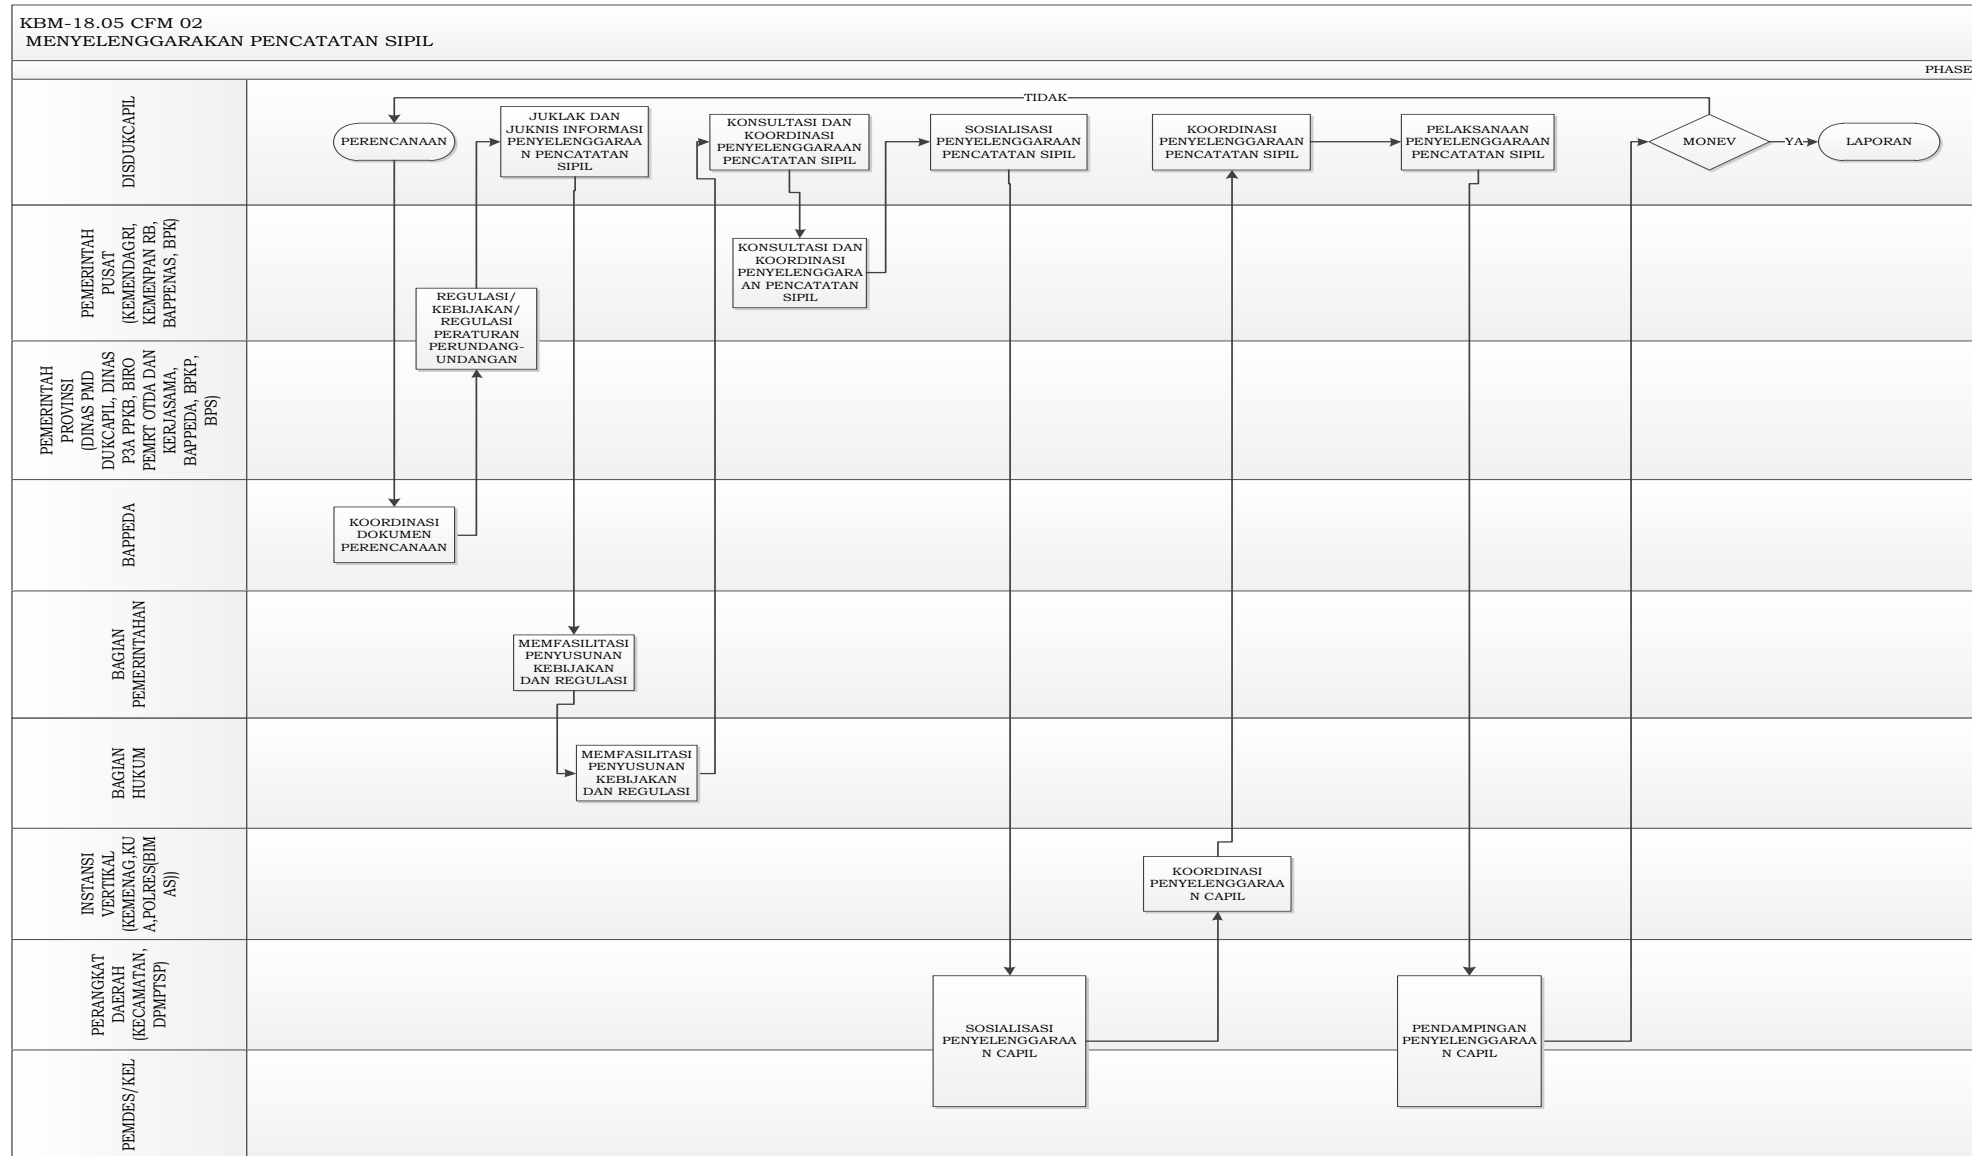 KBM-18.05 CFM 02
MENYELENGGARAKAN PENCATATAN SIPIL
PHASE
DISDUKCAPIL
TIDAK
PERENCANAAN
JUKLAK DAN
JUKNIS INFORMASI
PENYELENGGARAA
N PENCATATAN
SIPIL
KONSULTASI DAN
KOORDINASI
PENYELENGGARAAN
PENCATATAN SIPIL
SOSIALISASI
PENYELENGGARAAN
PENCATATAN SIPIL
KOORDINASI
PENYELENGGARAAN
PENCATATAN SIPIL
PELAKSANAAN
PENYELENGGARAAN
PENCATATAN SIPIL
MONEV
YA
LAPORAN
PEMERINTAH
PUSAT
(KEMENDAGRI,
KEMENPAN RB,
BAPPENAS, BPK)
KONSULTASI DAN
KOORDINASI
PENYELENGGARA
AN PENCATATAN
SIPIL
REGULASI/
KEBIJAKAN/
REGULASI
PERATURAN
PERUNDANG-
UNDANGAN
PEMERINTAH
PROVINSI
(DINAS PMD
DUKCAPIL, DINAS
P3A PPKB, BIRO
PEMRT OTDA DAN
KERJASAMA,
BAPPEDA, BPKP,
BPS)
BAPPEDA
KOORDINASI
DOKUMEN
PERENCANAAN
BAGIAN
PEMERINTAHAN
MEMFASILITASI
PENYUSUNAN
KEBIJAKAN
DAN REGULASI
BAGIAN
HUKUM
MEMFASILITASI
PENYUSUNAN
KEBIJAKAN
DAN REGULASI
INSTANSI
VERTIKAL
(KEMENAG,KU
A,POLRES(BIM
AS))
KOORDINASI
PENYELENGGARAA
N CAPIL
PERANGKAT
DAERAH
(KECAMATAN,
DPMPTSP)
SOSIALISASI
PENYELENGGARAA
N CAPIL
PENDAMPINGAN
PENYELENGGARAA
N CAPIL
PEMDES/KEL